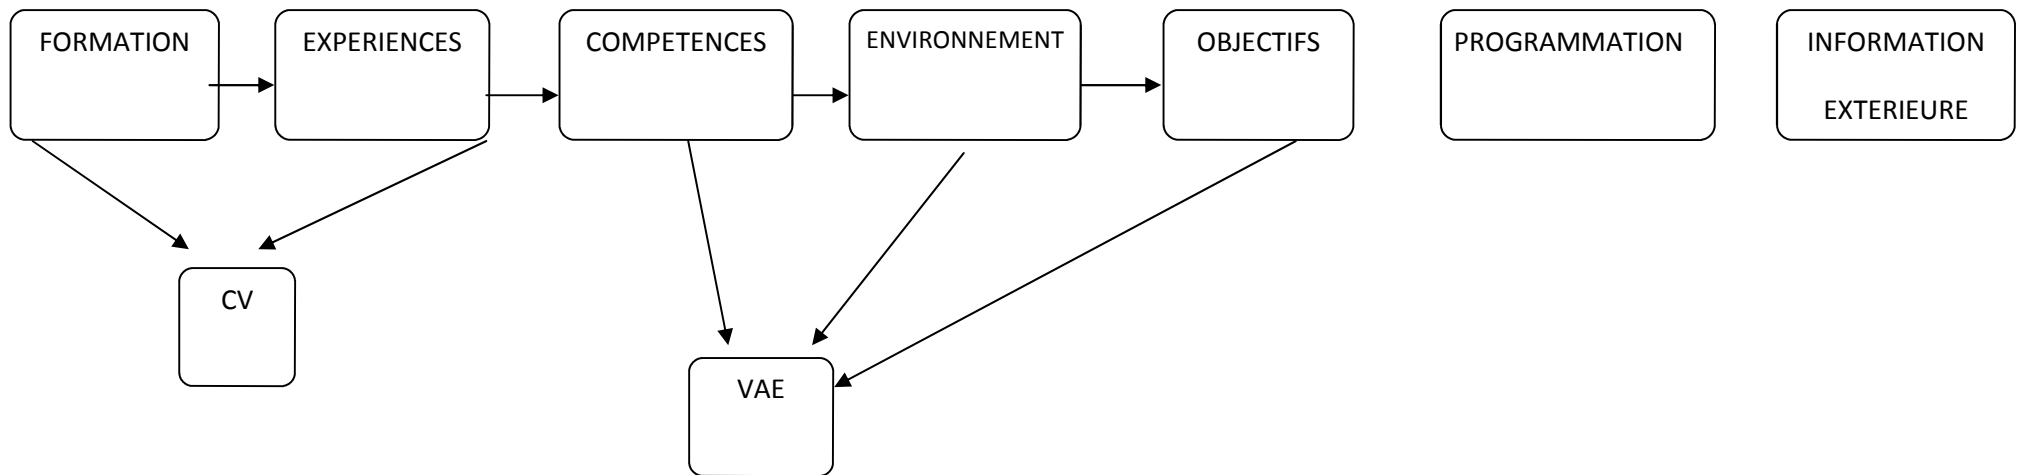 FORMATION
EXPERIENCES
COMPETENCES
ENVIRONNEMENT
OBJECTIFS
PROGRAMMATION
INFORMATION
EXTERIEURE
CV
VAE